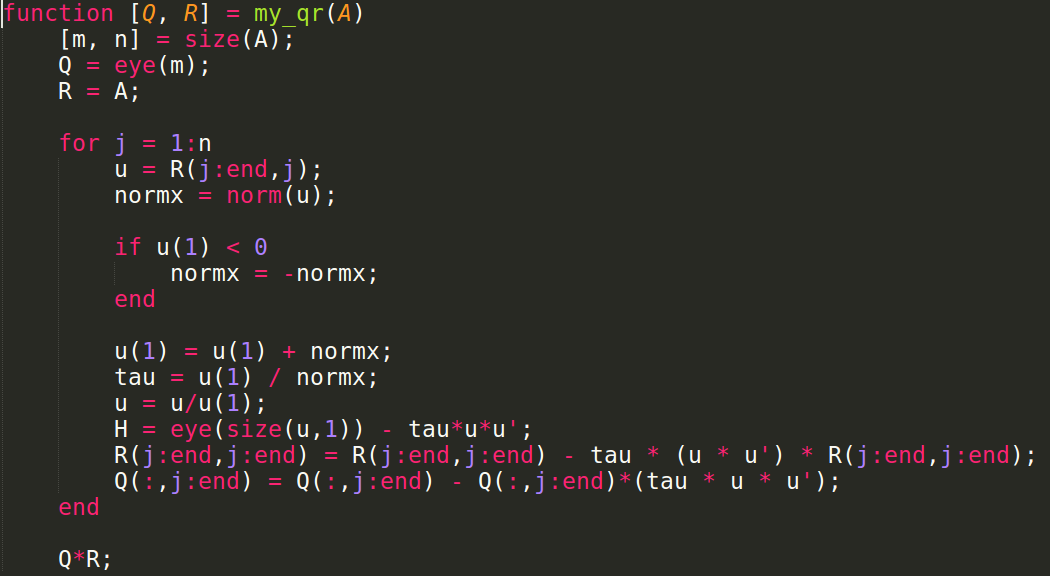 function [Q, R] = my_qr(A)
    [m, n] = size(A);
    Q = eye(m);
    R = A;

    for j = 1:n
        u = R(j:end,j);
        normx = norm(u);

        if u(1) < 0
            normx = -normx;
        end

        u(1) = u(1) + normx;
        tau = u(1) / normx;
        u = u/u(1);
        H = eye(size(u,1)) - tau*u*u';
        R(j:end,j:end) = R(j:end,j:end) - tau * (u * u') * R(j:end,j:end);
        Q(:,j:end) = Q(:,j:end) - Q(:,j:end)*(tau * u * u');
    end

    Q*R;